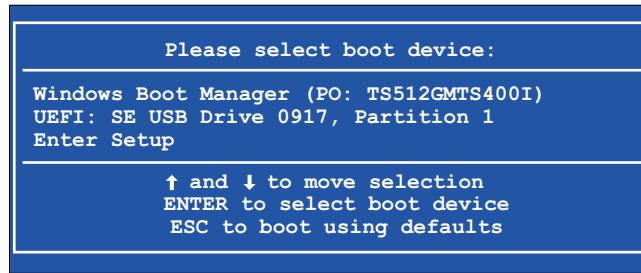 Please select boot device:
Windows Boot Manager (PO: TS512GMTS400I)
UEFI: SE USB Drive 0917, Partition 1
Enter Setup
↑ and ↓ to move selection
ENTER to select boot device
ESC to boot using defaults